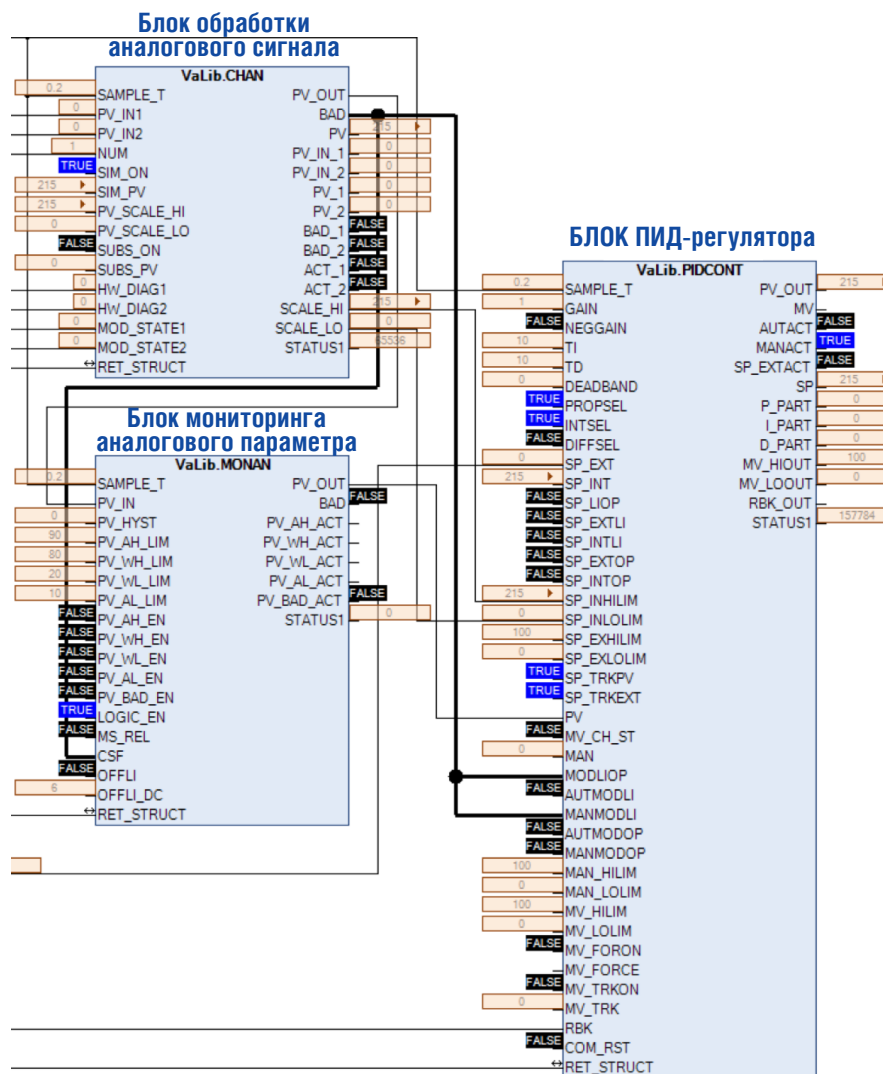 Блок обработки
аналогового сигнала
VaLib.CHAN
0.2 SAMPLE_T PV_OUT
0 PV_IN1 BAD
0 PV_IN2 PV 215
1 NUM PV_IN_1 0
TRUE SIM_ON PV_IN_2 0
215 SIM_PV PV_1 0
215 PV_SCALE_HI PV_2 0
0 PV_SCALE_LO BAD_1 FALSE
FALSE SUBS_ON BAD_2 FALSE
0 SUBS_PV ACT_1 FALSE
0 HW_DIAG1 ACT_2 FALSE
0 HW_DIAG2 SCALE_HI 215
0 MOD_STATE1 SCALE_LO 0
0 MOD_STATE2 STATUS1 65536
RET_STRUCT
Блок мониторинга
аналогового параметра
VaLib.MONAN
0.2 SAMPLE_T PV_OUT
PV_IN BAD FALSE
0 PV_HYST PV_AH_ACT
90 PV_AH_LIM PV_WH_ACT
80 PV_WH_LIM PV_WL_ACT
20 PV_WL_LIM PV_AL_ACT
10 PV_AL_LIM PV_BAD_ACT FALSE
FALSE PV_AH_EN STATUS1 0
FALSE PV_WH_EN
FALSE PV_WL_EN
FALSE PV_AL_EN
FALSE PV_BAD_EN
TRUE LOGIC_EN
FALSE MS_REL
CSF
FALSE OFFLI
6 OFFLI_DC
RET_STRUCT
БЛОК ПИД-регулятора
VaLib.PIDCONT
0.2 SAMPLE_T PV_OUT 215
1 GAIN MV
FALSE NEGGAIN AUTACT FALSE
10 TI MANACT TRUE
10 TD SP_EXTACT FALSE
0 DEADBAND SP 215
TRUE PROPSEL P_PART 0
TRUE INTSEL I_PART 0
FALSE DIFFSEL D_PART 0
0 SP_EXT MV_HIOUT 100
215 SP_INT MV_LOOUT 0
FALSE SP_LIOP RBK_OUT
FALSE SP_EXTLI STATUS1 157784
FALSE SP_INTLI
FALSE SP_EXTOP
FALSE SP_INTOP
215 SP_INHILIM
0 SP_INLOLIM
100 SP_EXHILIM
0 SP_EXLOLIM
TRUE SP_TRKPV
TRUE SP_TRKEXT
PV
FALSE MV_CH_ST
0 MAN
MODLIOP
FALSE AUTMODLI
MANMODLI
FALSE AUTMODOP
FALSE MANMODOP
100 MAN_HILIM
0 MAN_LOLIM
100 MV_HILIM
0 MV_LOLIM
FALSE MV_FORON
MV_FORCE
FALSE MV_TRKON
0 MV_TRK
RBK
FALSE COM_RST
RET_STRUCT